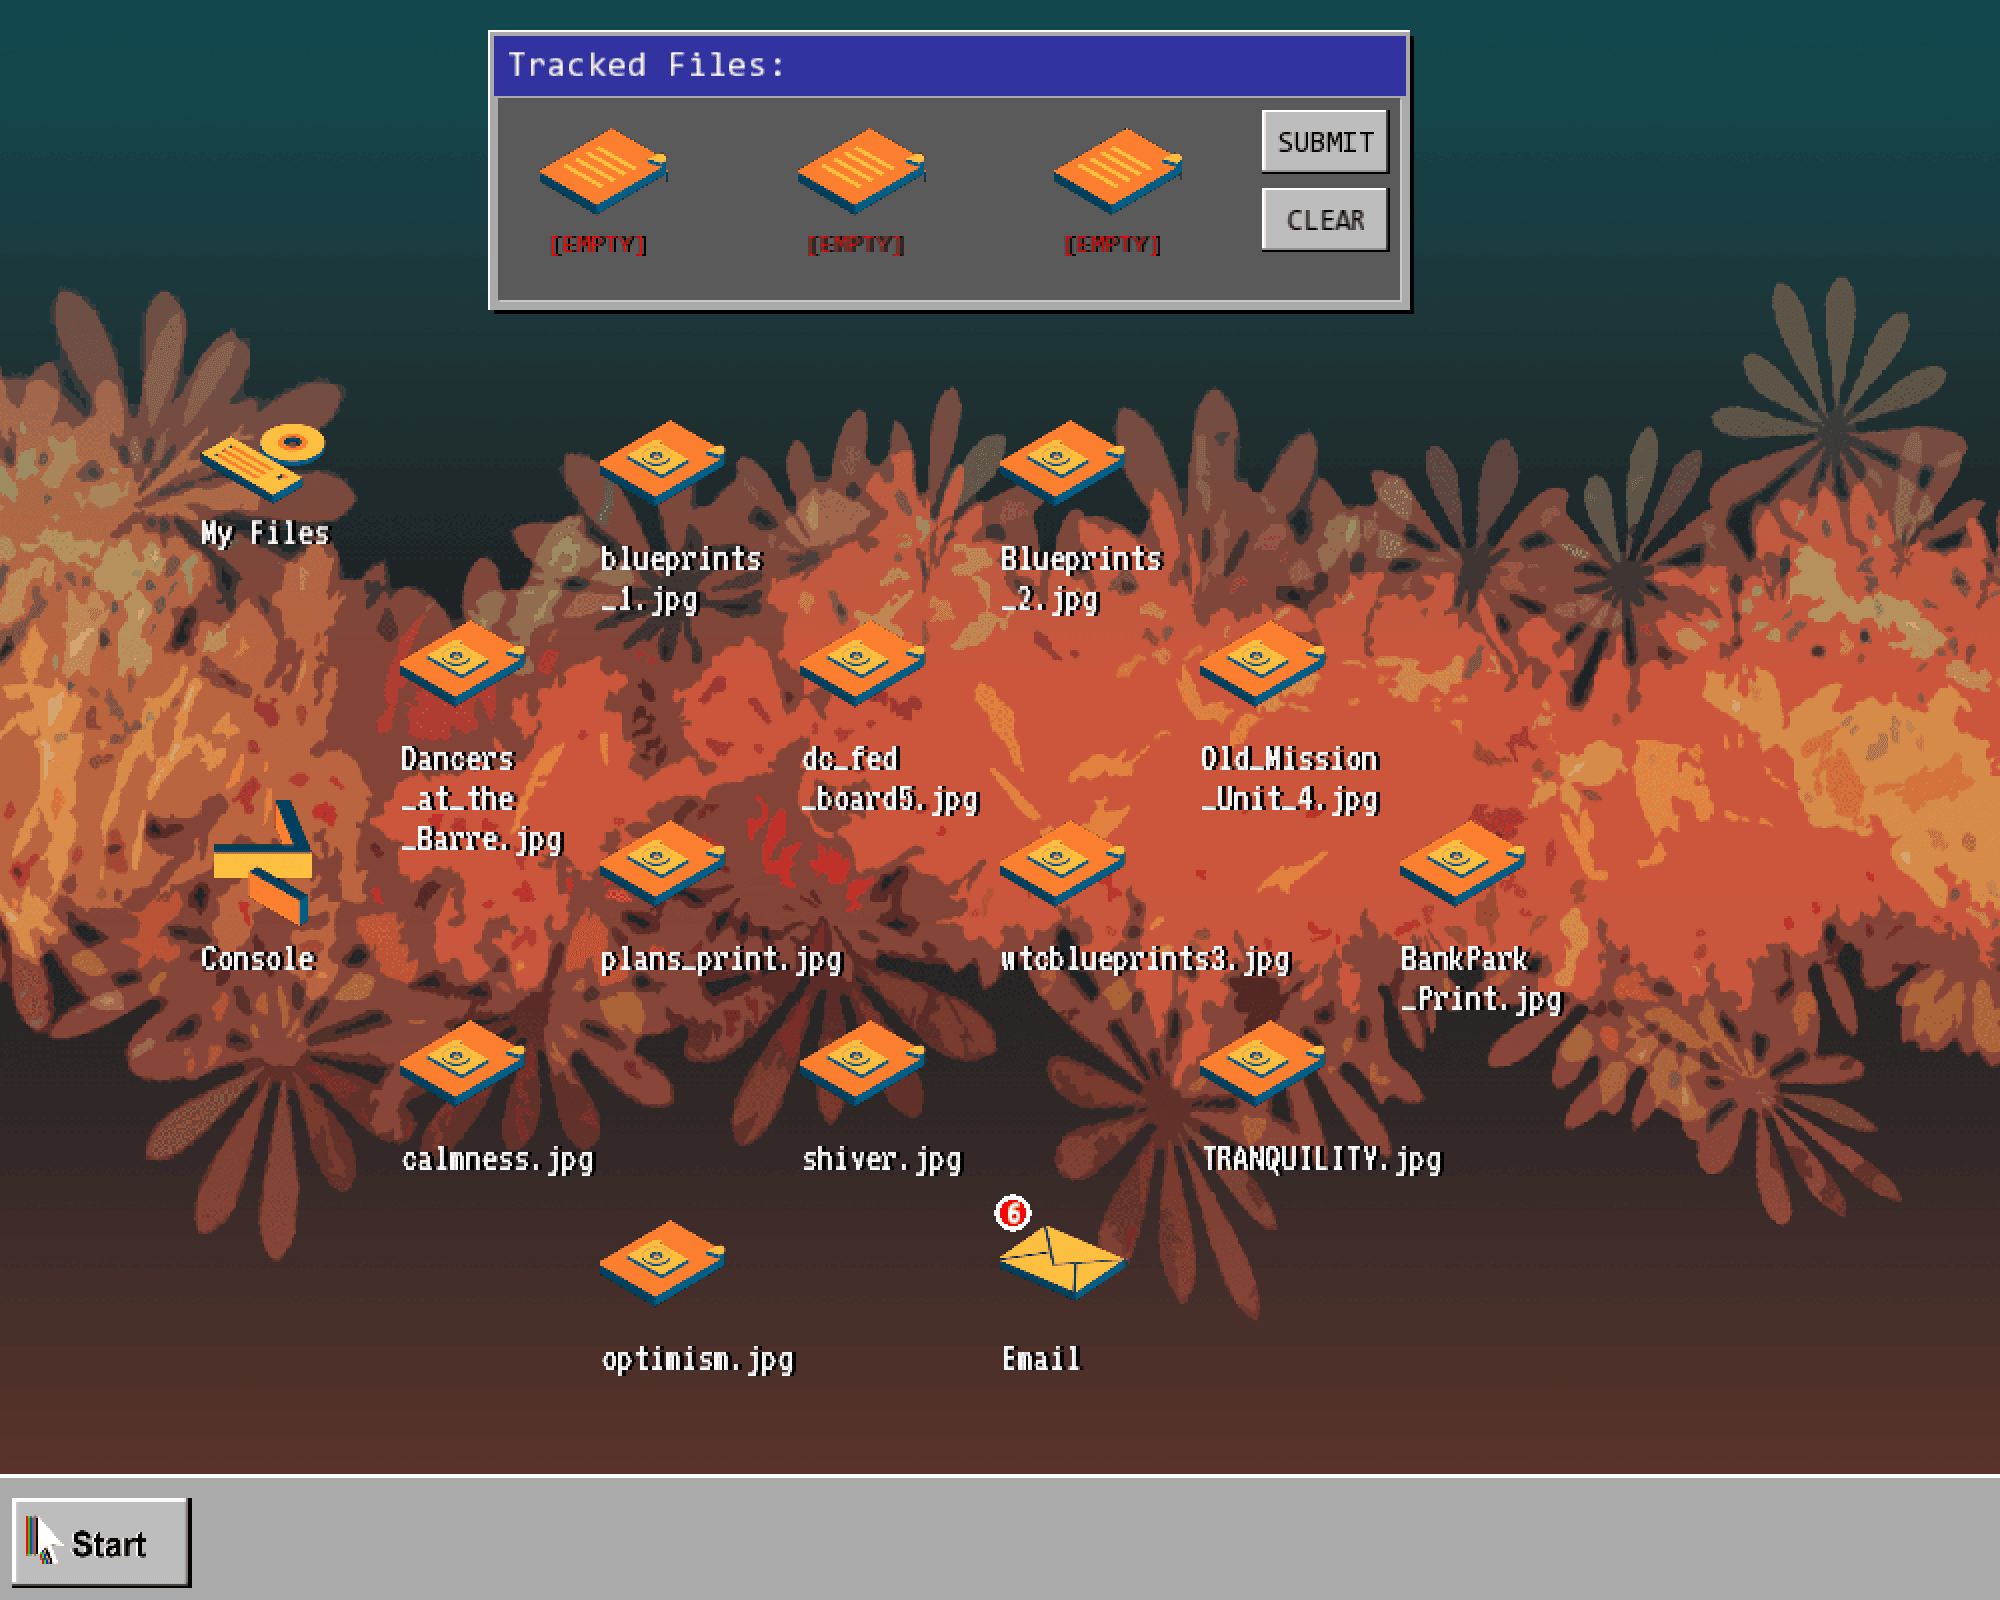 Tracked Files:
SUBMIT
CLEAR
[EMPTY]
[EMPTY]
[EMPTY]
My Files
blueprints
_1.jpg
Blueprints
_2.jpg
Dancers
_at_the
_Barre.jpg
dc_fed
_board5.jpg
Old_Mission
_Unit_4.jpg
Console
plans_print.jpg
wtcblueprints3.jpg
BankPark
_Print.jpg
calmness.jpg
shiver.jpg
TRANQUILITY.jpg
6
optimism.jpg
Email
Start